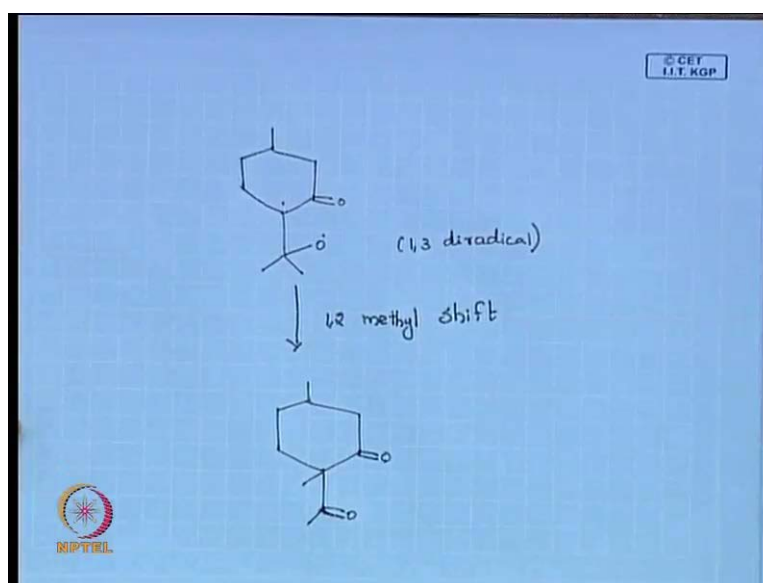 © CET
I.I.T. KGP
O
Ȯ
(1,3 diradical)
1,2 methyl shift
O
O
NPTEL